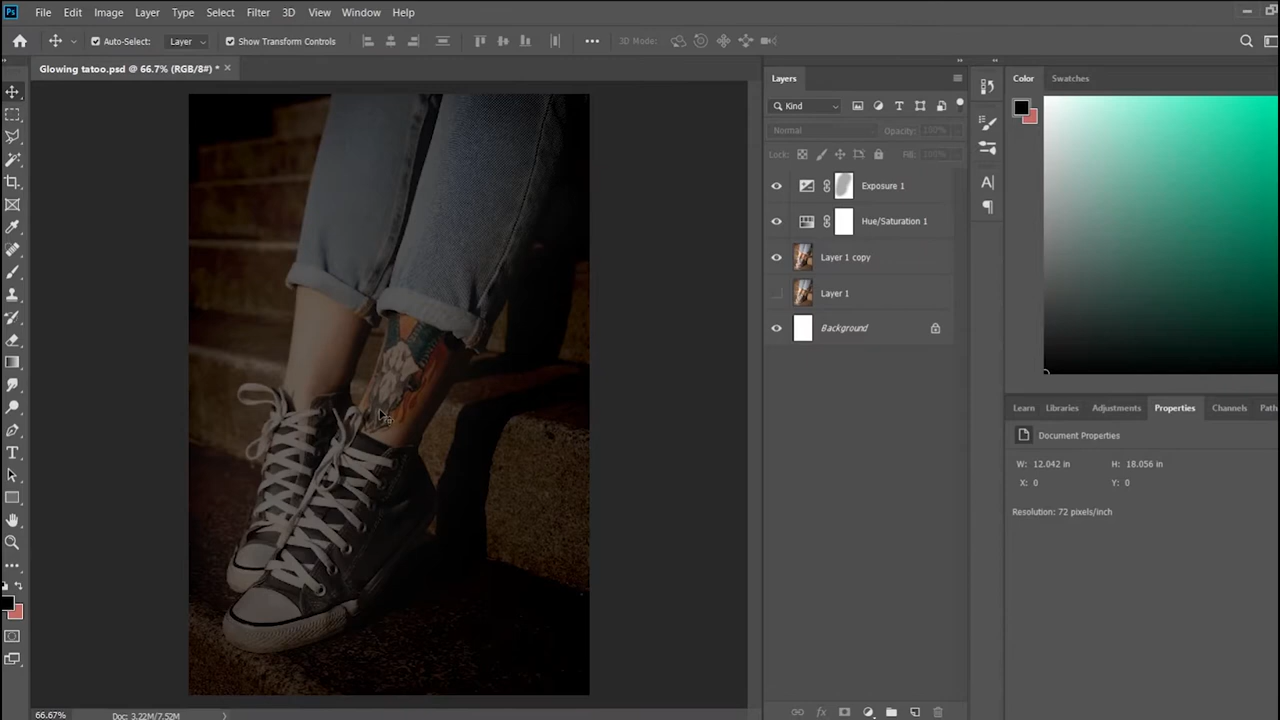 Ps File Edit Image Layer Type Select Filter 3D View Window Help
Auto-Select: Layer Show Transform Controls 3D Mode:
Glowing tatoo.psd @ 66.7% (RGB/8#) *
Layers
Kind
Normal Opacity: 100%
Lock: Fill: 100%
Exposure 1
Hue/Saturation 1
Layer 1 copy
Layer 1
Background
Color Swatches
Learn Libraries Adjustments Properties Channels Path
Document Properties
W: 12.042 in H: 18.056 in
X: 0 Y: 0
Resolution: 72 pixels/inch
66.67% Doc: 3.22M/7.52M